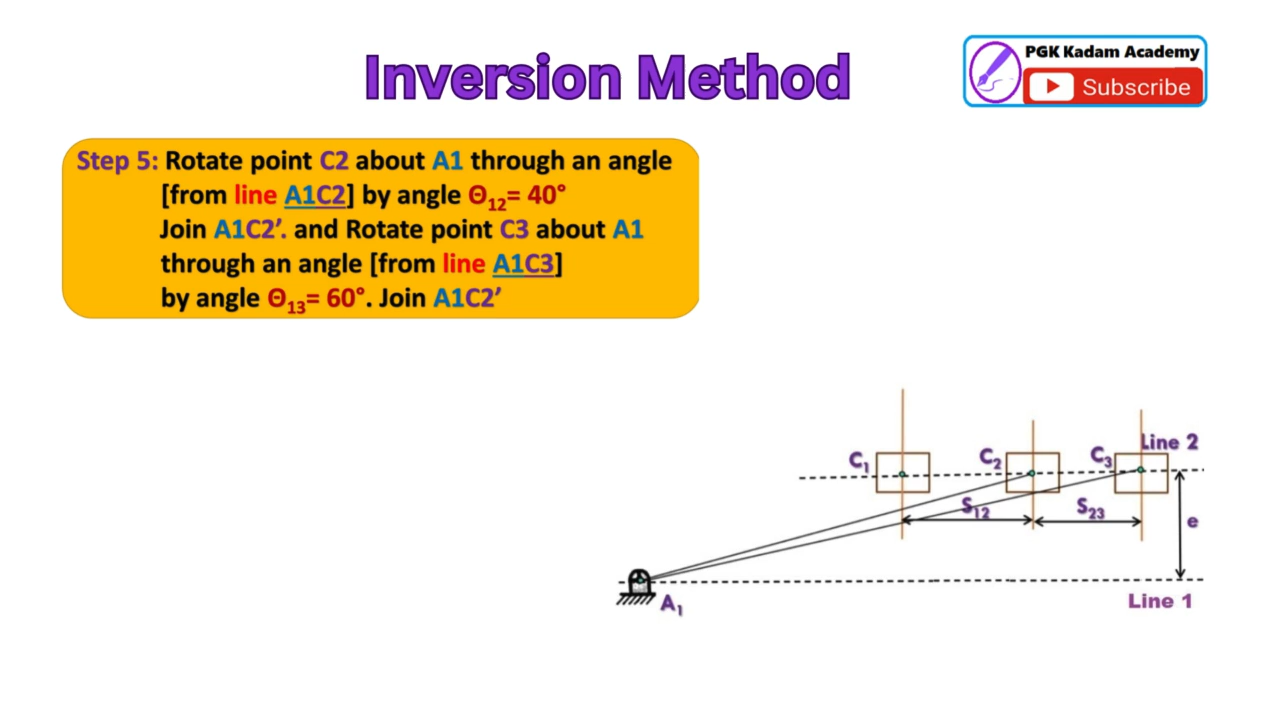 Inversion Method
PGK Kadam Academy
Subscribe
Step 5: Rotate point C2 about A1 through an angle
[from line A1C2] by angle Θ₁₂= 40°
Join A1C2’. and Rotate point C3 about A1
through an angle [from line A1C3]
by angle Θ₁₃= 60°. Join A1C2’
Line 2
C₁
C₂
C₃
S₁₂
S₂₃
e
A₁
Line 1